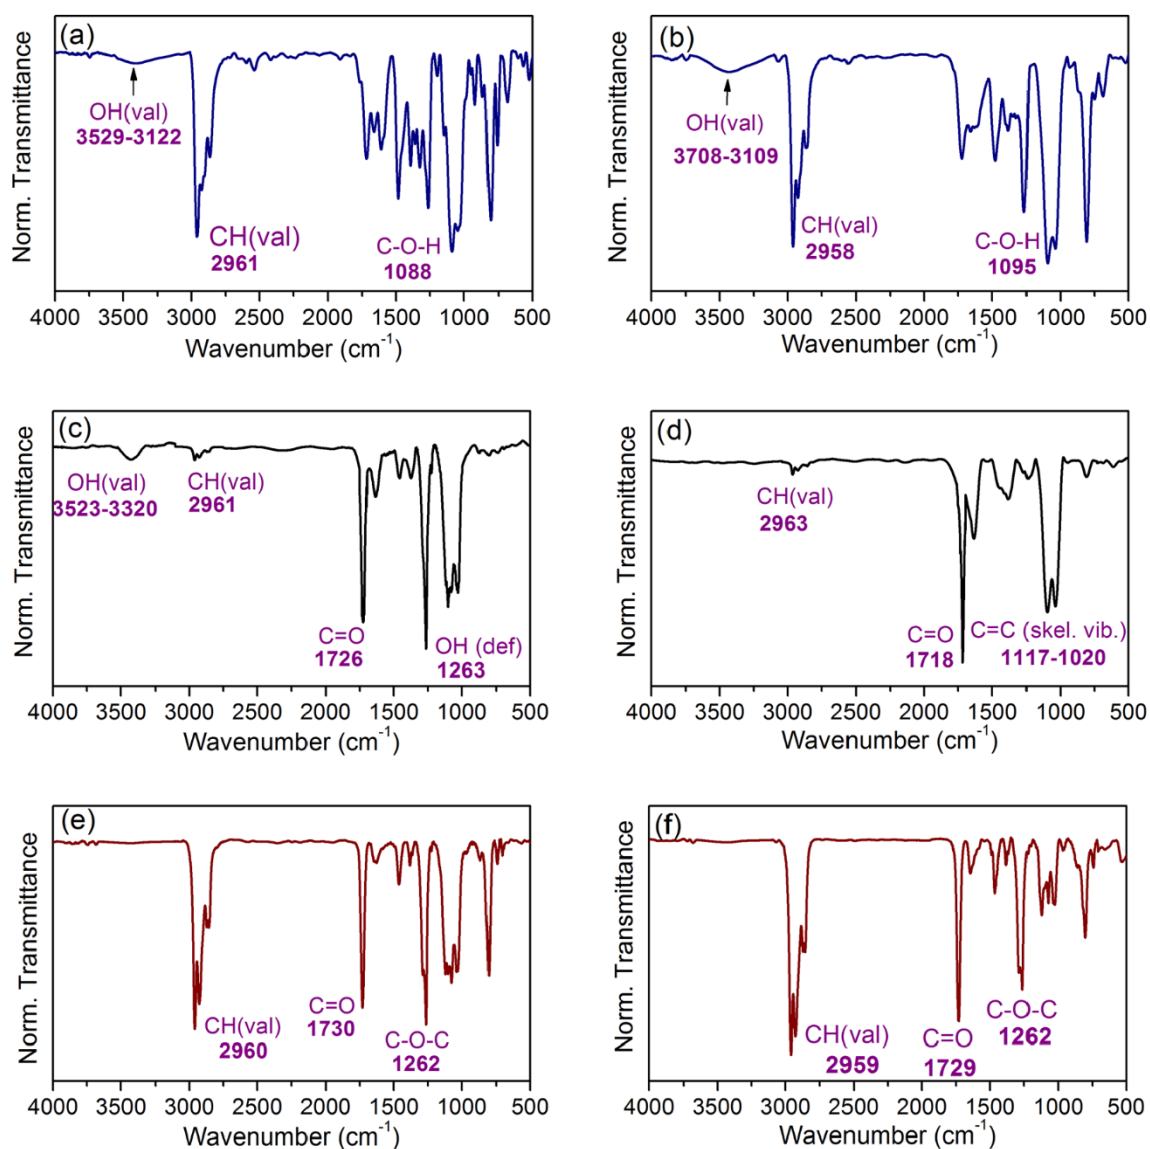 (a)
OH(val)
3529-3122
CH(val)
2961
C-O-H
1088
Norm. Transmittance
4000 3500 3000 2500 2000 1500 1000 500
Wavenumber (cm-1)
(b)
OH(val)
3708-3109
CH(val)
2958
C-O-H
1095
Norm. Transmittance
4000 3500 3000 2500 2000 1500 1000 500
Wavenumber (cm-1)
(c)
OH(val)
3523-3320
CH(val)
2961
C=O
1726
OH (def)
1263
Norm. Transmittance
4000 3500 3000 2500 2000 1500 1000 500
Wavenumber (cm-1)
(d)
CH(val)
2963
C=O
1718
C=C (skel. vib.)
1117-1020
Norm. Transmittance
4000 3500 3000 2500 2000 1500 1000 500
Wavenumber (cm-1)
(e)
CH(val)
2960
C=O
1730
C-O-C
1262
Norm. Transmittance
4000 3500 3000 2500 2000 1500 1000 500
Wavenumber (cm-1)
(f)
CH(val)
2959
C=O
1729
C-O-C
1262
Norm. Transmittance
4000 3500 3000 2500 2000 1500 1000 500
Wavenumber (cm-1)